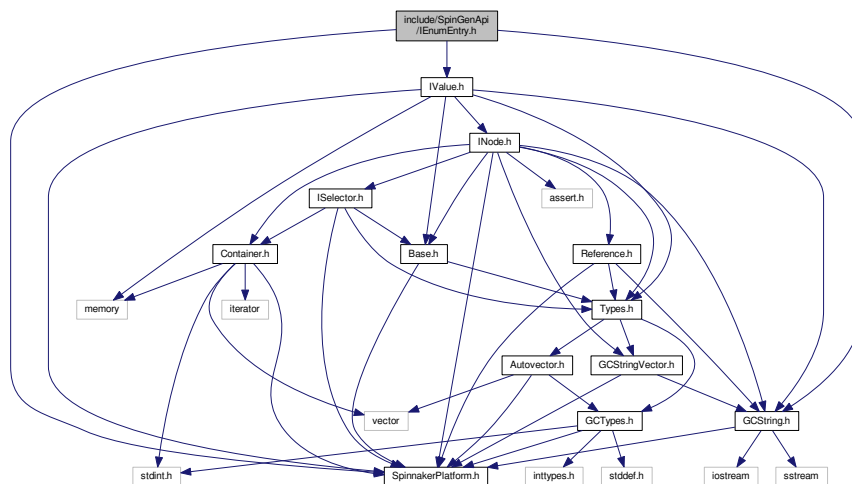 include/SpinGenApi
/IEnumEntry.h
IValue.h
INode.h
ISelector.h
assert.h
Container.h
Base.h
Reference.h
memory
iterator
Types.h
Autovector.h
GCStringVector.h
vector
GCTypes.h
GCString.h
stdint.h
SpinnakerPlatform.h
inttypes.h
stddef.h
iostream
sstream